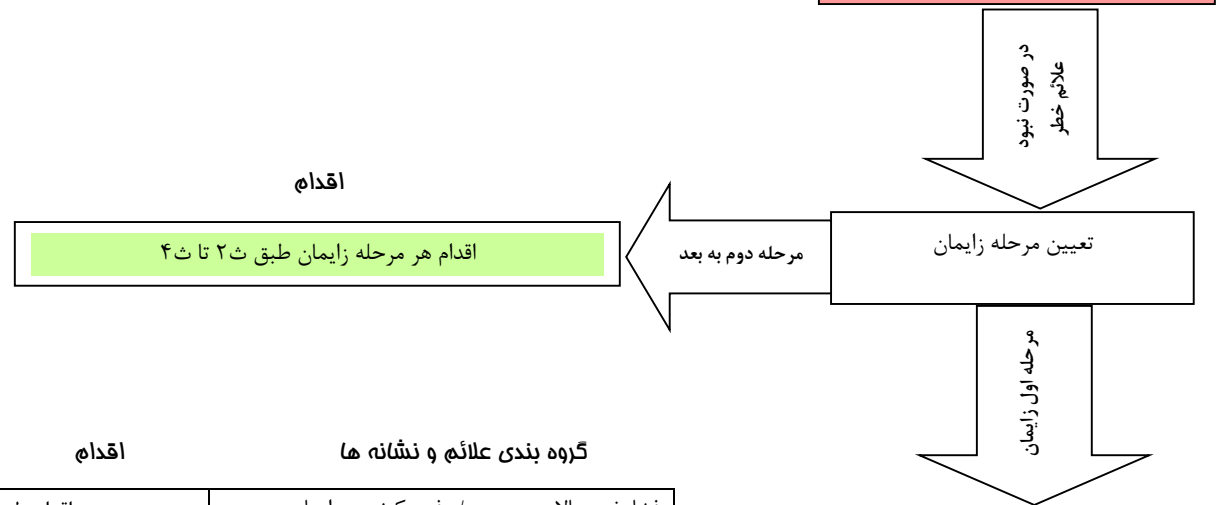 در صورت نبود
علائم خطر
اقدام
تعیین مرحله زایمان
مرحله دوم به بعد
اقدام هر مرحله زایمان طبق ث۲ تا ث۴
مرحله اول زایمان
گروه بندی علائم و نشانه ها
اقدام